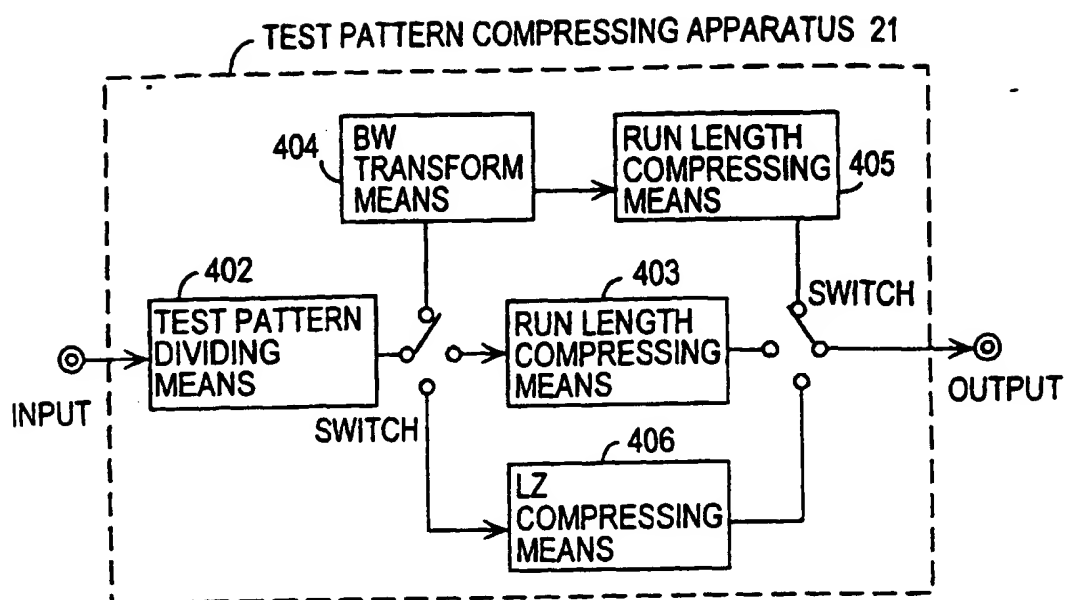 TEST PATTERN COMPRESSING APPARATUS 21
404
BW
TRANSFORM
MEANS
RUN LENGTH
COMPRESSING
MEANS
405
402
TEST PATTERN
DIVIDING
MEANS
403
RUN LENGTH
COMPRESSING
MEANS
SWITCH
INPUT
SWITCH
OUTPUT
406
LZ
COMPRESSING
MEANS